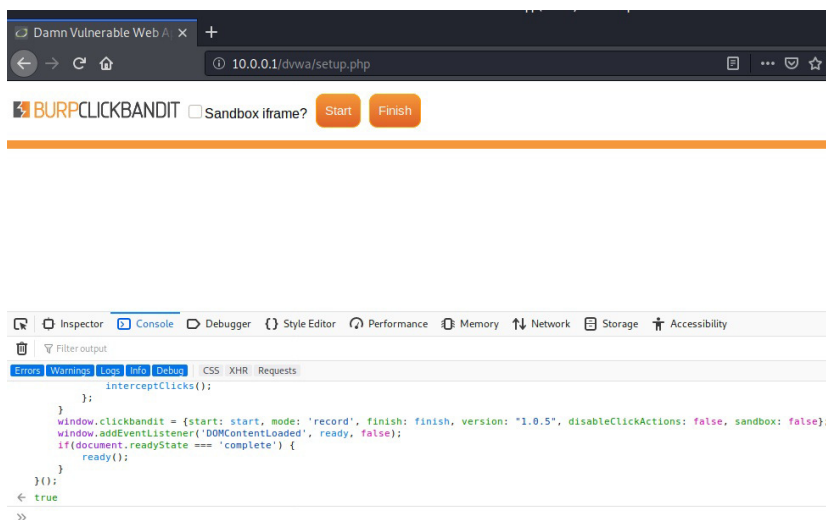 Damn Vulnerable Web A
10.0.0.1/dvwa/setup.php
BURPCLICKBANDIT Sandbox iframe? Start Finish
Inspector Console Debugger {} Style Editor Performance Memory Network Storage Accessibility
Filter output
Errors Warnings Logs Info Debug CSS XHR Requests
interceptClicks();
};
}
window.clickbandit = {start: start, mode: 'record', finish: finish, version: "1.0.5", disableClickActions: false, sandbox: false};
window.addEventListener('DOMContentLoaded', ready, false);
if(document.readyState === 'complete') {
ready();
}
}();
← true
»